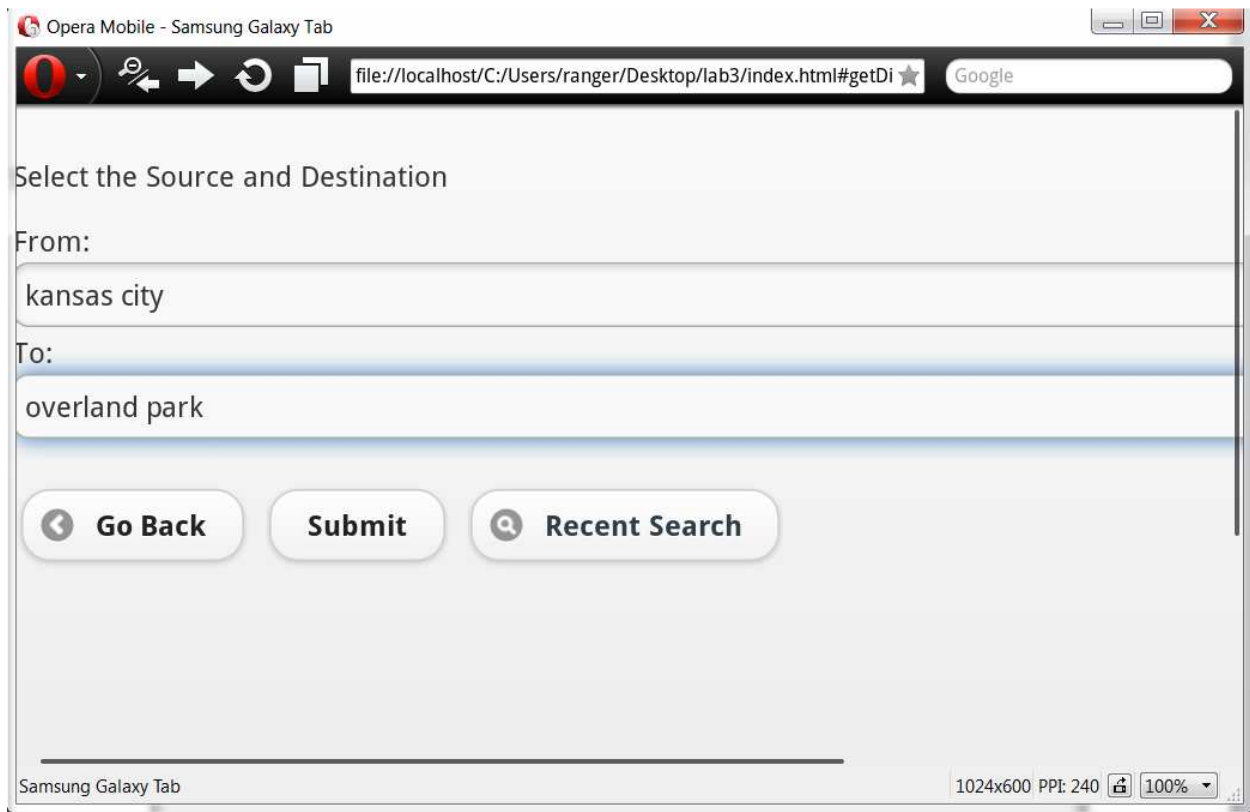 Opera Mobile - Samsung Galaxy Tab
file://localhost/C:/Users/ranger/Desktop/lab3/index.html#getDi Google
Select the Source and Destination
From:
kansas city
To:
overland park
Go Back Submit Recent Search
Samsung Galaxy Tab 1024x600 PPI: 240 100%